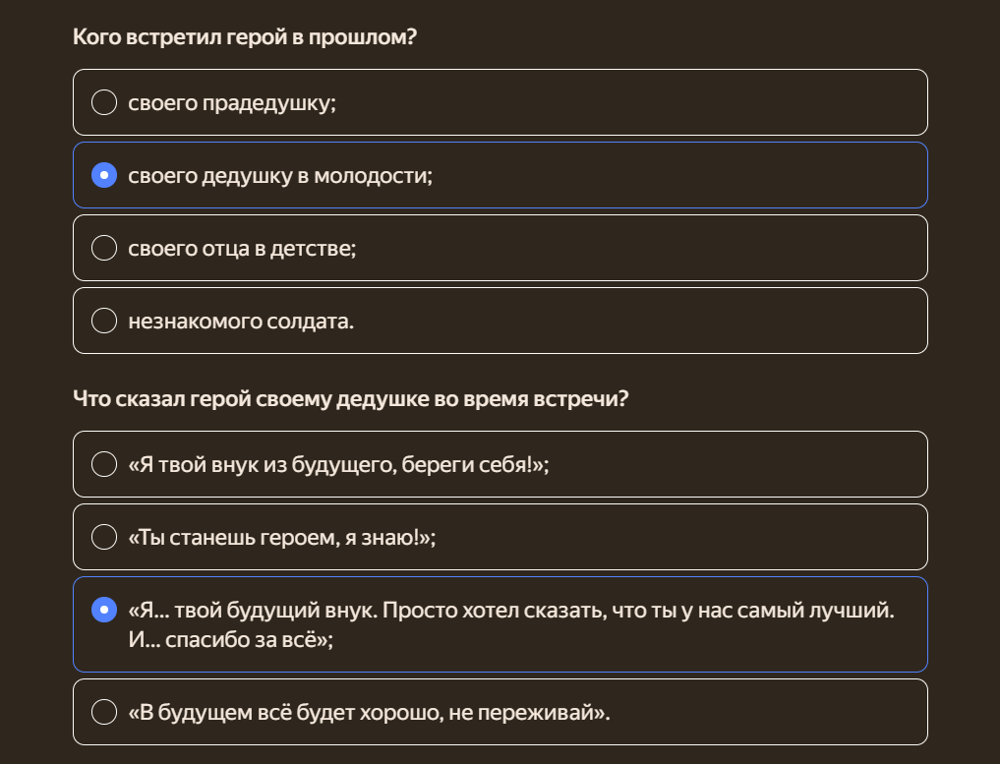 Кого встретил герой в прошлом?
своего прадедушку;
своего дедушку в молодости;
своего отца в детстве;
незнакомого солдата.
Что сказал герой своему дедушке во время встречи?
«Я твой внук из будущего, береги себя!»;
«Ты станешь героем, я знаю!»;
«Я... твой будущий внук. Просто хотел сказать, что ты у нас самый лучший.
И... спасибо за всё»;
«В будущем всё будет хорошо, не переживай».